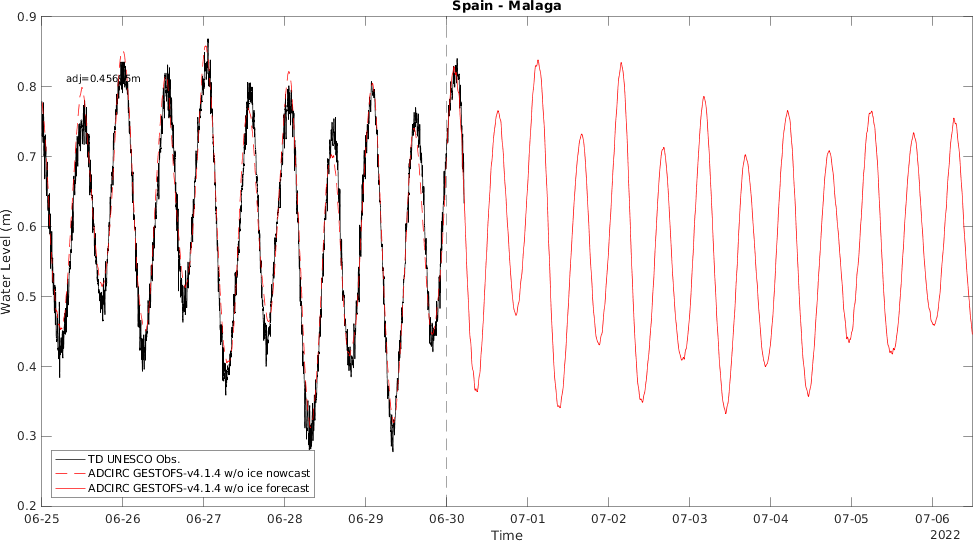 Spain - Malaga
0.9
0.8
0.7
0.6
0.5
0.4
0.3
0.2
Water Level (m)
TD UNESCO Obs.
ADCIRC GESTOFS-v4.1.4 w/o ice nowcast
ADCIRC GESTOFS-v4.1.4 w/o ice forecast
06-25 06-26 06-27 06-28 06-29 06-30 07-01 07-02 07-03 07-04 07-05 07-06
Time
2022